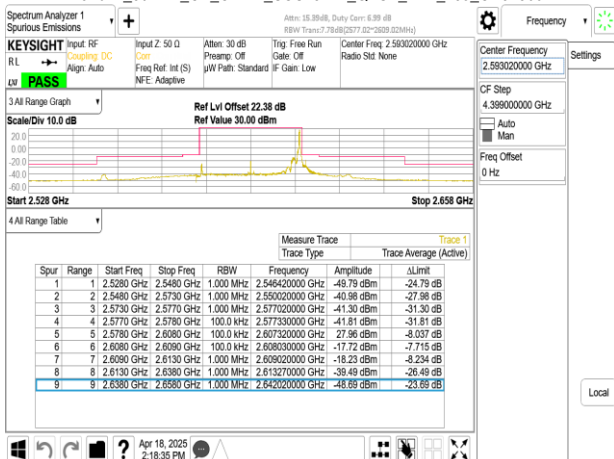 Spectrum Analyzer 1
Spurious Emissions
Attn: 15.39dB, Duty Corr: 6.99 dB
RBW Tranx:7.78dB(2577.02~2609.02MHz)
Frequency
KEYSIGHT
RL
PASS
Input: RF
Coupling: DC
Align: Auto
Input Z: 50 Ω
Corr
Freq Ref: Int (S)
NFE: Adaptive
Atten: 30 dB
Preamp: Off
µW Path: Standard
Trig: Free Run
Gate: Off
IF Gain: Low
Center Freq: 2.593020000 GHz
Radio Std: None
Center Frequency
2.593020000 GHz
Settings
CF Step
4.399000000 GHz
Auto
Man
Freq Offset
0 Hz
3 All Range Graph
Scale/Div 10.0 dB
Ref Lvl Offset 22.38 dB
Ref Value 30.00 dBm
20.0
0.00
-20.0
-40.0
-60.0
Start 2.528 GHz
Stop 2.658 GHz
4 All Range Table
Measure Trace Trace 1
Trace Type Trace Average (Active)
Spur Range Start Freq Stop Freq RBW Frequency Amplitude ΔLimit
1 1 2.5280 GHz 2.5480 GHz 1.000 MHz 2.546420000 GHz -49.79 dBm -24.79 dB
2 2 2.5480 GHz 2.5730 GHz 1.000 MHz 2.550020000 GHz -40.98 dBm -27.98 dB
3 3 2.5730 GHz 2.5770 GHz 1.000 MHz 2.577020000 GHz -41.30 dBm -31.30 dB
4 4 2.5770 GHz 2.5780 GHz 100.0 kHz 2.577330000 GHz -41.81 dBm -31.81 dB
5 5 2.5780 GHz 2.6080 GHz 100.0 kHz 2.607320000 GHz 27.96 dBm -8.037 dB
6 6 2.6080 GHz 2.6090 GHz 100.0 kHz 2.608030000 GHz -17.72 dBm -7.715 dB
7 7 2.6090 GHz 2.6130 GHz 1.000 MHz 2.609020000 GHz -18.23 dBm -8.234 dB
8 8 2.6130 GHz 2.6380 GHz 1.000 MHz 2.613270000 GHz -39.49 dBm -26.49 dB
9 9 2.6380 GHz 2.6580 GHz 1.000 MHz 2.642020000 GHz -48.69 dBm -23.69 dB
Local
Apr 18, 2025
2:18:35 PM